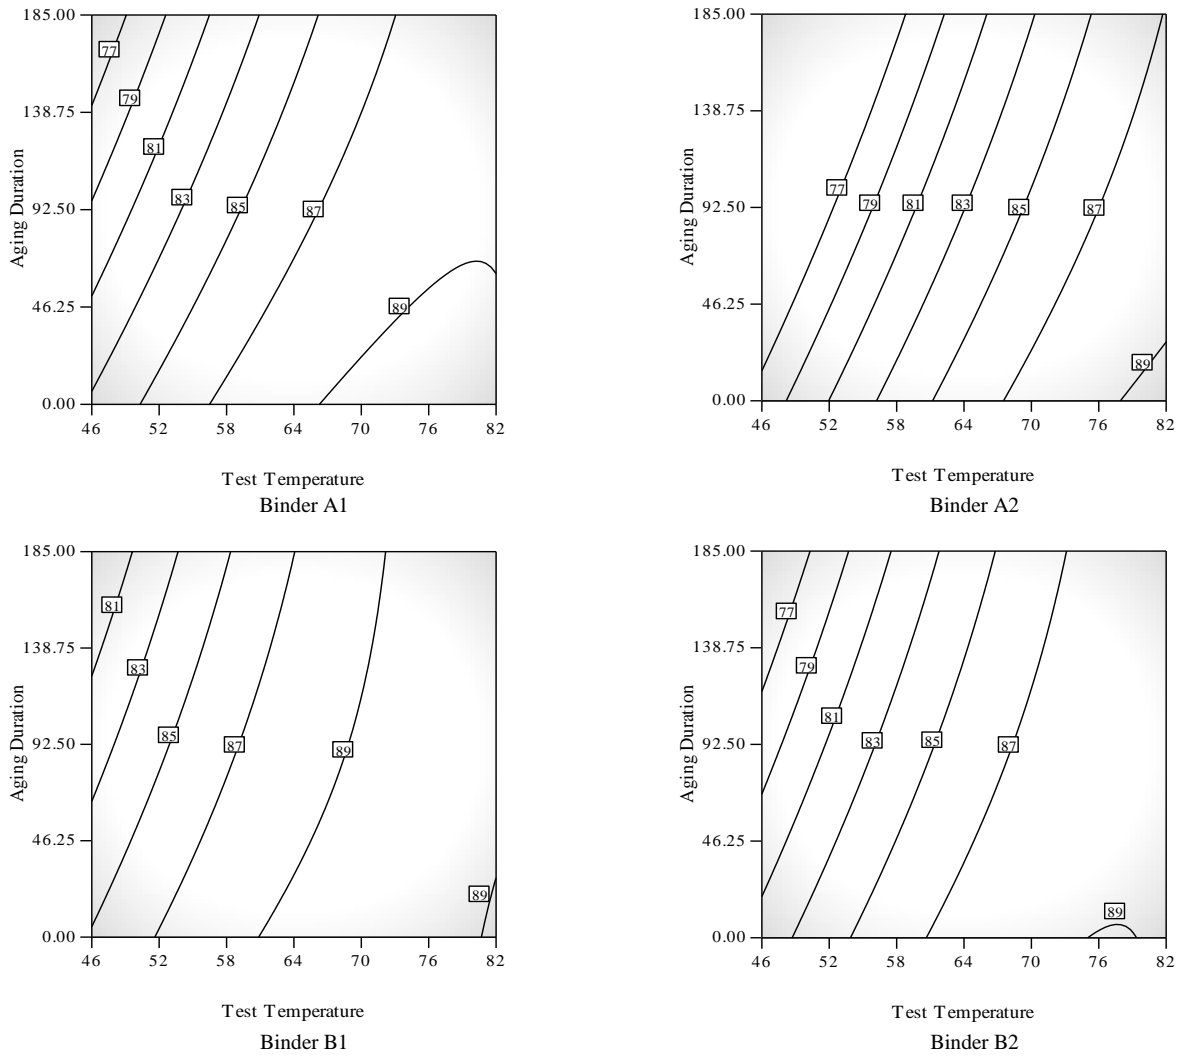 185.00
138.75
92.50
46.25
0.00
Aging Duration
77
79
81
83
85
87
89
46 52 58 64 70 76 82
Test Temperature
Binder A1
185.00
138.75
92.50
46.25
0.00
Aging Duration
77
79
81
83
85
87
89
46 52 58 64 70 76 82
Test Temperature
Binder A2
185.00
138.75
92.50
46.25
0.00
Aging Duration
81
83
85
87
89
89
46 52 58 64 70 76 82
Test Temperature
Binder B1
185.00
138.75
92.50
46.25
0.00
Aging Duration
77
79
81
83
85
87
89
46 52 58 64 70 76 82
Test Temperature
Binder B2